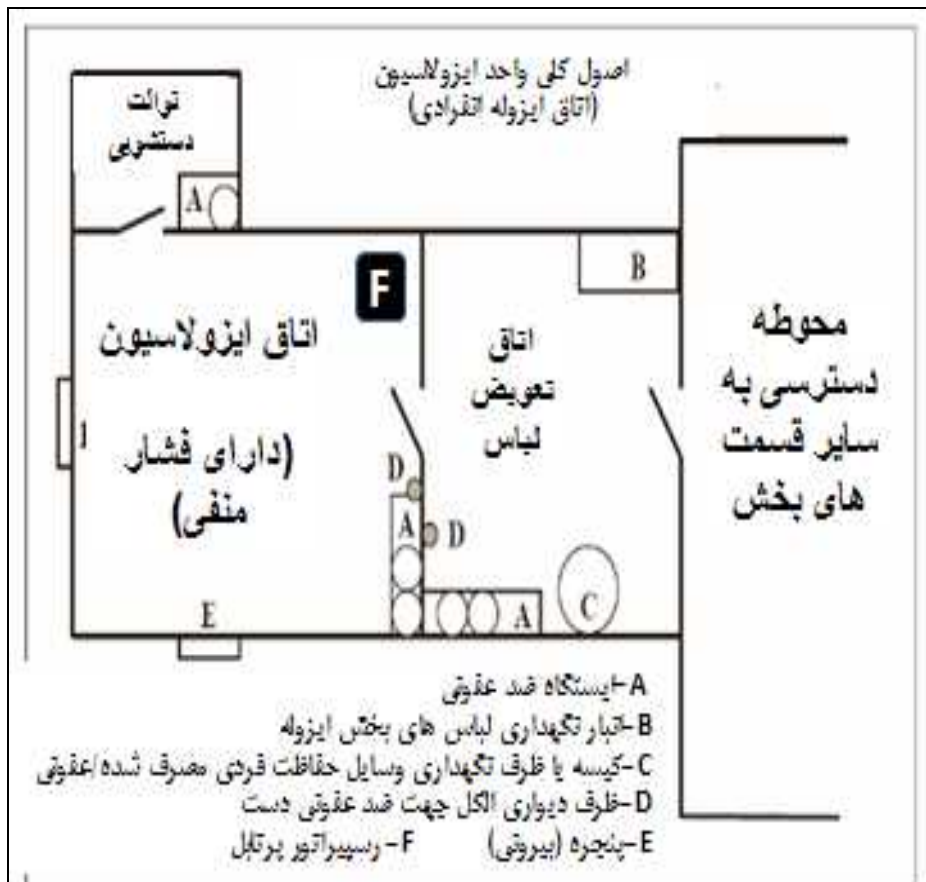 اصول کلی واحد ایزولاسیون
(اتاق ایزوله انفرادی)
توالت
دستشویی
A
B
F
اتاق ایزولاسیون
(دارای فشار
منفی)
اتاق
تعویض
لباس
محوطه
دسترسی به
سایر قسمت
های بخش
D
A
D
E
A
C
A-ایستگاه ضد عفونی
B-انبار نگهداری لباس های بخش ایزوله
C-کیسه یا ظرف نگهداری وسایل حفاظت فردی مصرف شده/عفونی
D-ظرف دیواری الکل جهت ضد عفونی دست
E-پنجره (بیرونی) F-رسپیراتور پرتابل